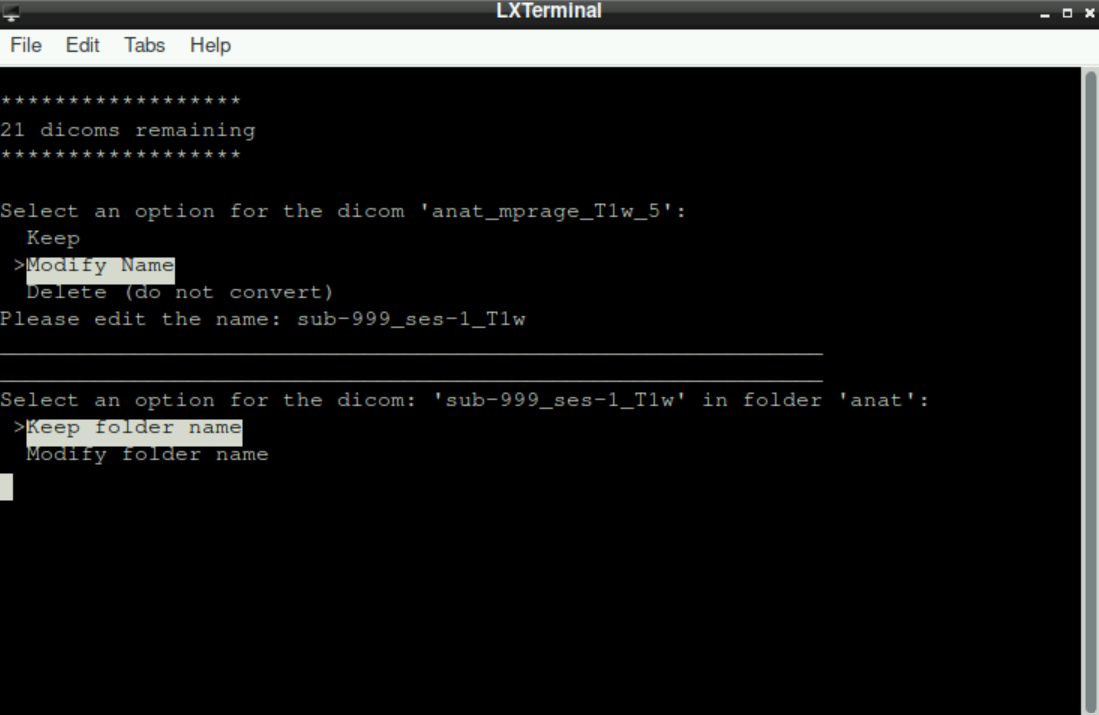 LXTerminal
File Edit Tabs Help
******************
21 dicoms remaining
******************
Select an option for the dicom 'anat_mprage_T1w_5':
Keep
>Modify Name
Delete (do not convert)
Please edit the name: sub-999_ses-1_T1w
Select an option for the dicom: 'sub-999_ses-1_T1w' in folder 'anat':
>Keep folder name
Modify folder name